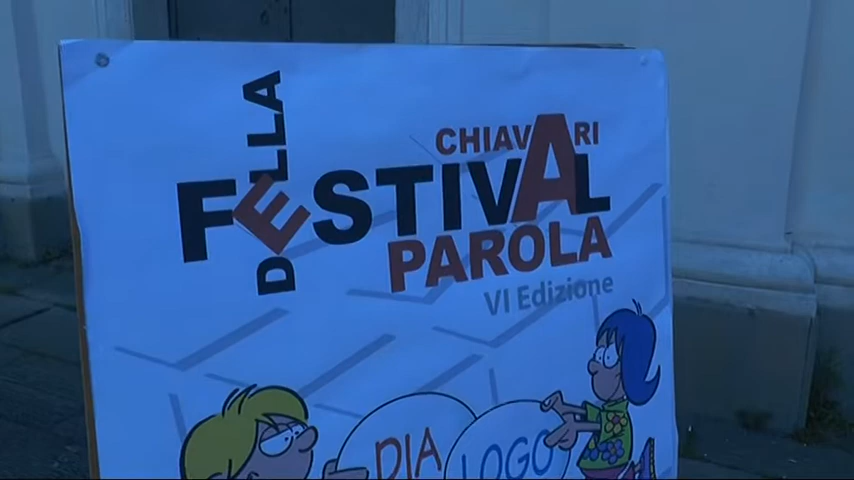 CHIAVARI
FESTIVAL
DELLA
PAROLA
VI Edizione
DIA LOGO